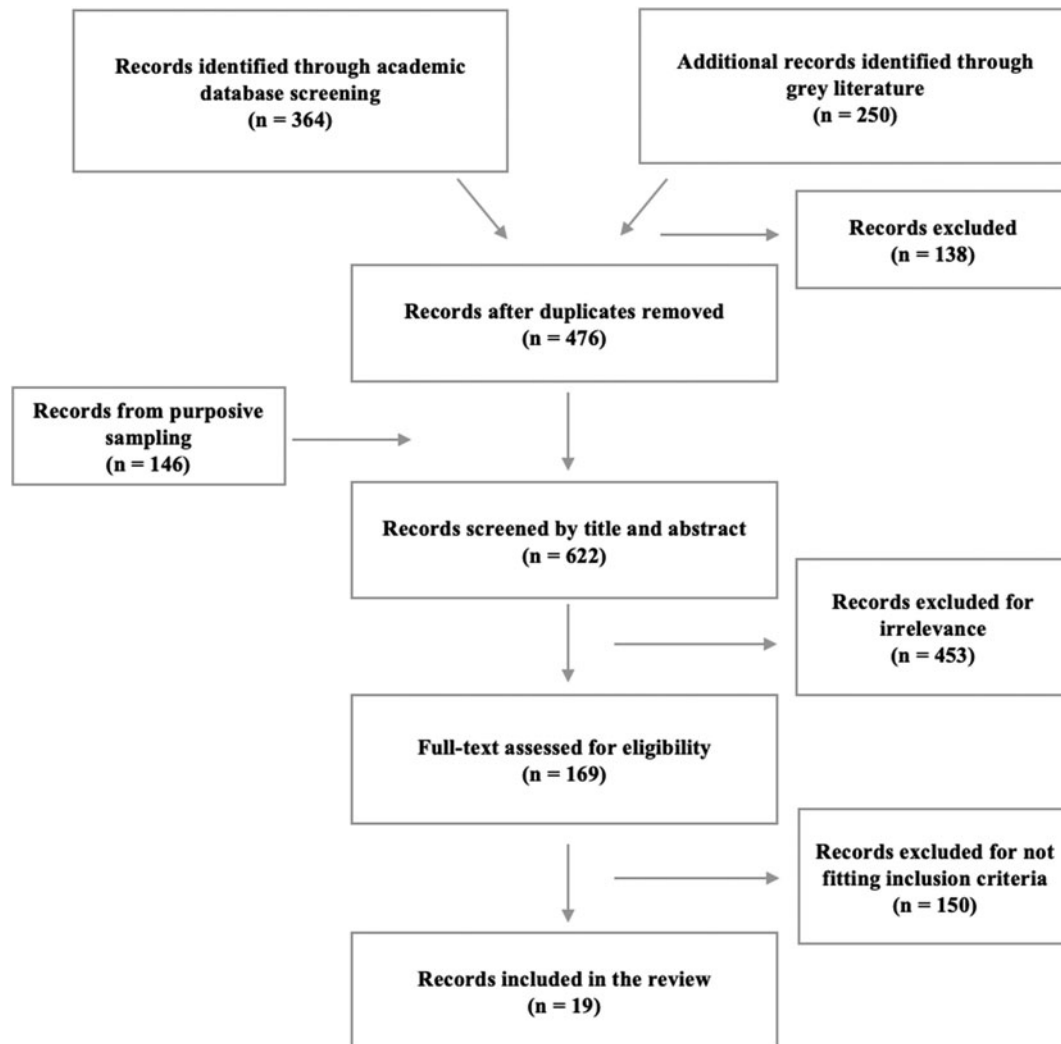 Records identified through academic
database screening
(n = 364)
Additional records identified through
grey literature
(n = 250)
Records excluded
(n = 138)
Records after duplicates removed
(n = 476)
Records from purposive
sampling
(n = 146)
Records screened by title and abstract
(n = 622)
Records excluded for
irrelevance
(n = 453)
Full-text assessed for eligibility
(n = 169)
Records excluded for not
fitting inclusion criteria
(n = 150)
Records included in the review
(n = 19)